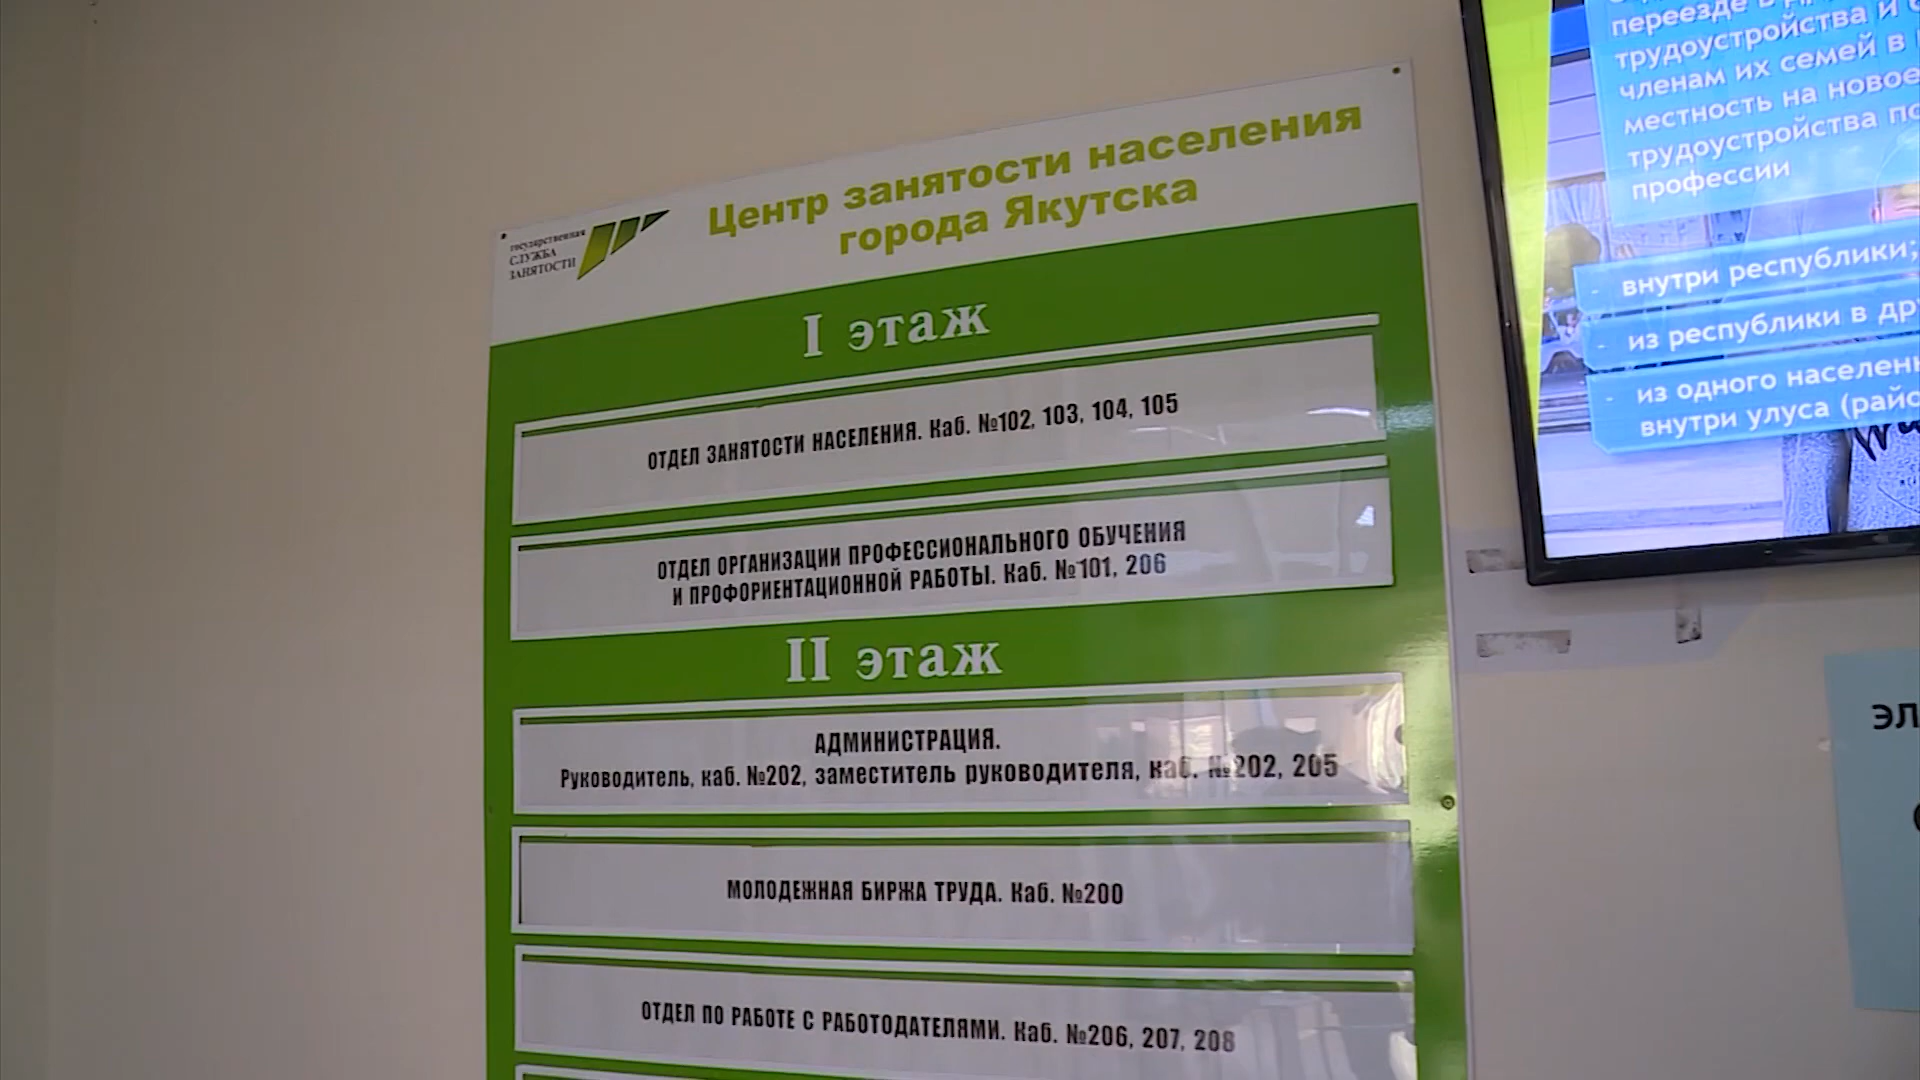 Центр занятости населения
города Якутска
государственная
СЛУЖБА
ЗАНЯТОСТИ
I этаж
ОТДЕЛ ЗАНЯТОСТИ НАСЕЛЕНИЯ. Каб. №102, 103, 104, 105
ОТДЕЛ ОРГАНИЗАЦИИ ПРОФЕССИОНАЛЬНОГО ОБУЧЕНИЯ
И ПРОФОРИЕНТАЦИОННОЙ РАБОТЫ. Каб. №101, 206
II этаж
АДМИНИСТРАЦИЯ.
Руководитель, каб. №202, заместитель руководителя, каб. №202, 205
МОЛОДЕЖНАЯ БИРЖА ТРУДА. Каб. №200
ОТДЕЛ ПО РАБОТЕ С РАБОТОДАТЕЛЯМИ. Каб. №206, 207, 208
переезде в
трудоустройства и
членам их семей в
местность на новое
трудоустройства
профессии
- внутри республики;
- из республики в
- из одного
внутри улуса
ЭЛ